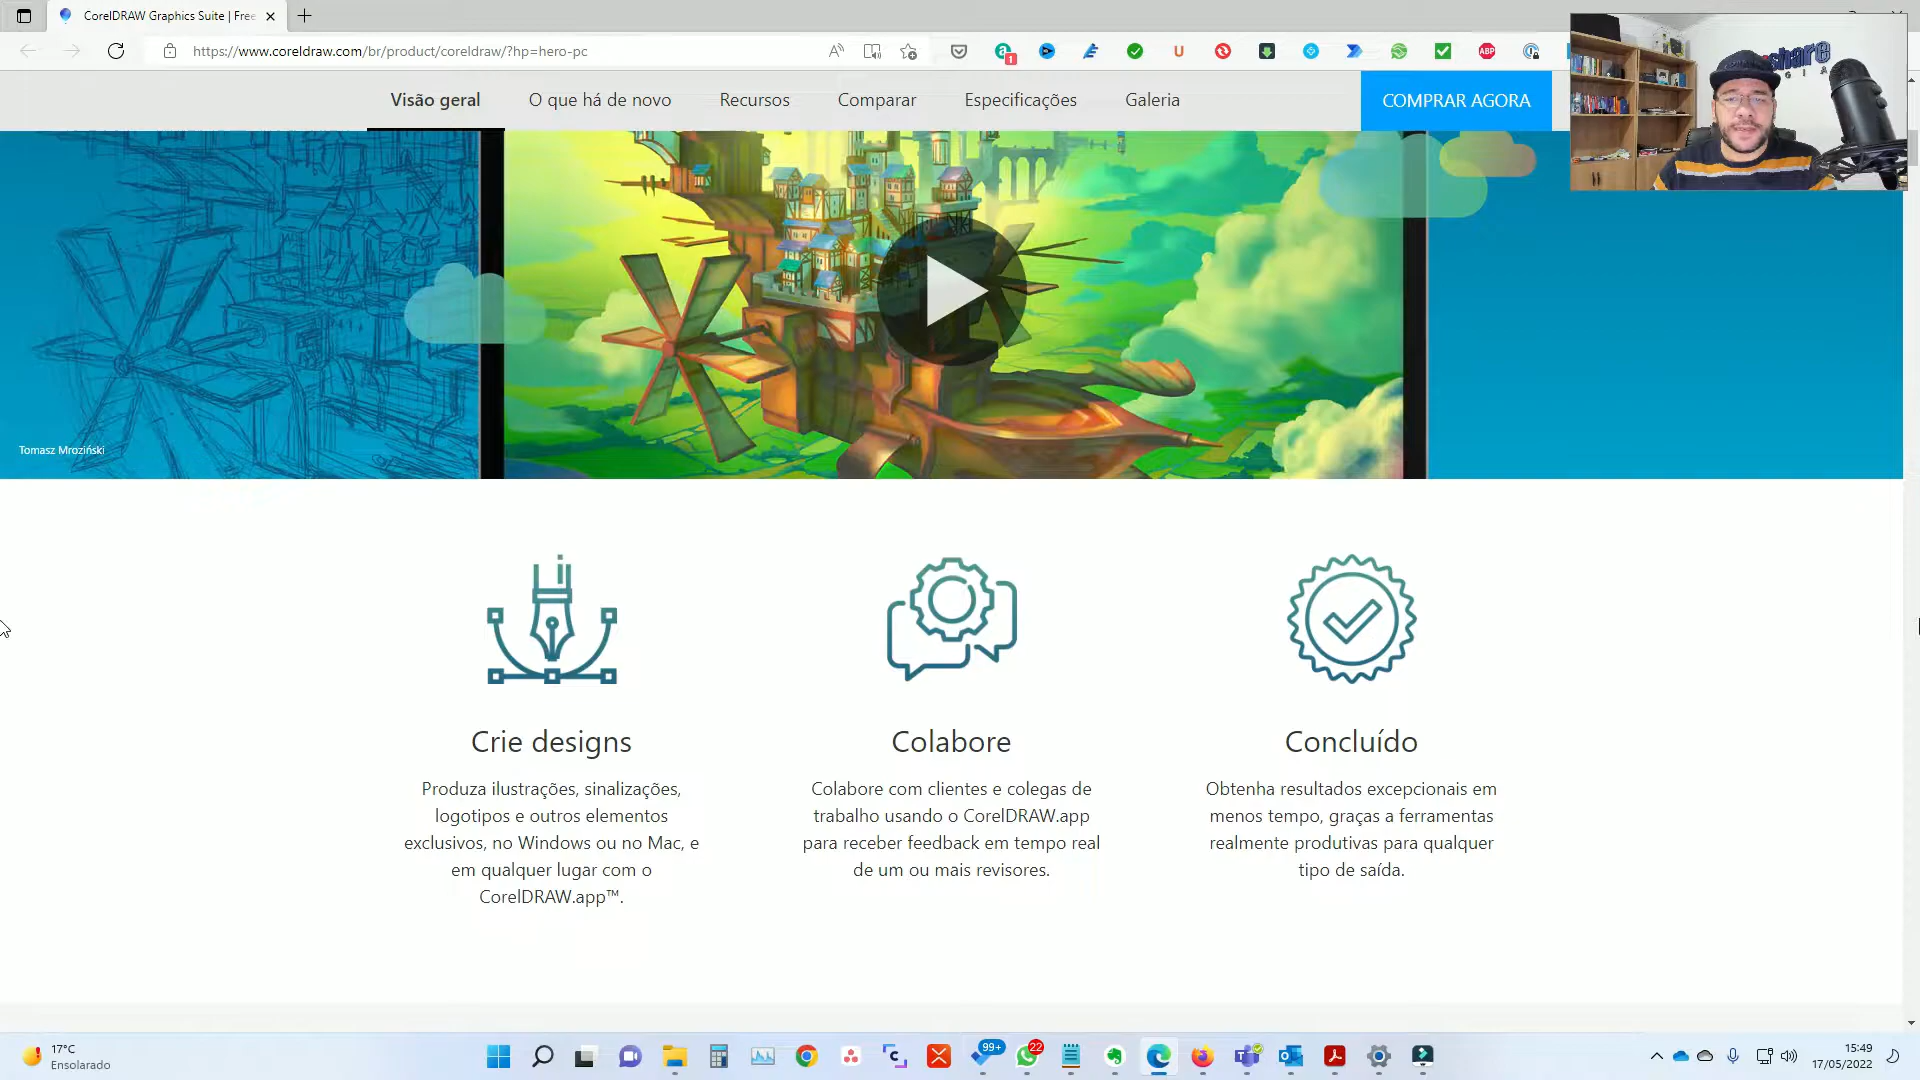 CorelDRAW Graphics Suite | Free
https://www.coreldraw.com/br/product/coreldraw/?hp=hero-pc
1
ABP
Visão geral
O que há de novo
Recursos
Comparar
Especificações
Galeria
COMPRAR AGORA
share
Tomasz Mroziński
Crie designs
Produza ilustrações, sinalizações,
logotipos e outros elementos
exclusivos, no Windows ou no Mac, e
em qualquer lugar com o
CorelDRAW.app™.
Colabore
Colabore com clientes e colegas de
trabalho usando o CorelDRAW.app
para receber feedback em tempo real
de um ou mais revisores.
Concluído
Obtenha resultados excepcionais em
menos tempo, graças a ferramentas
realmente produtivas para qualquer
tipo de saída.
17°C
Ensolarado
99+
22
15:49
17/05/2022